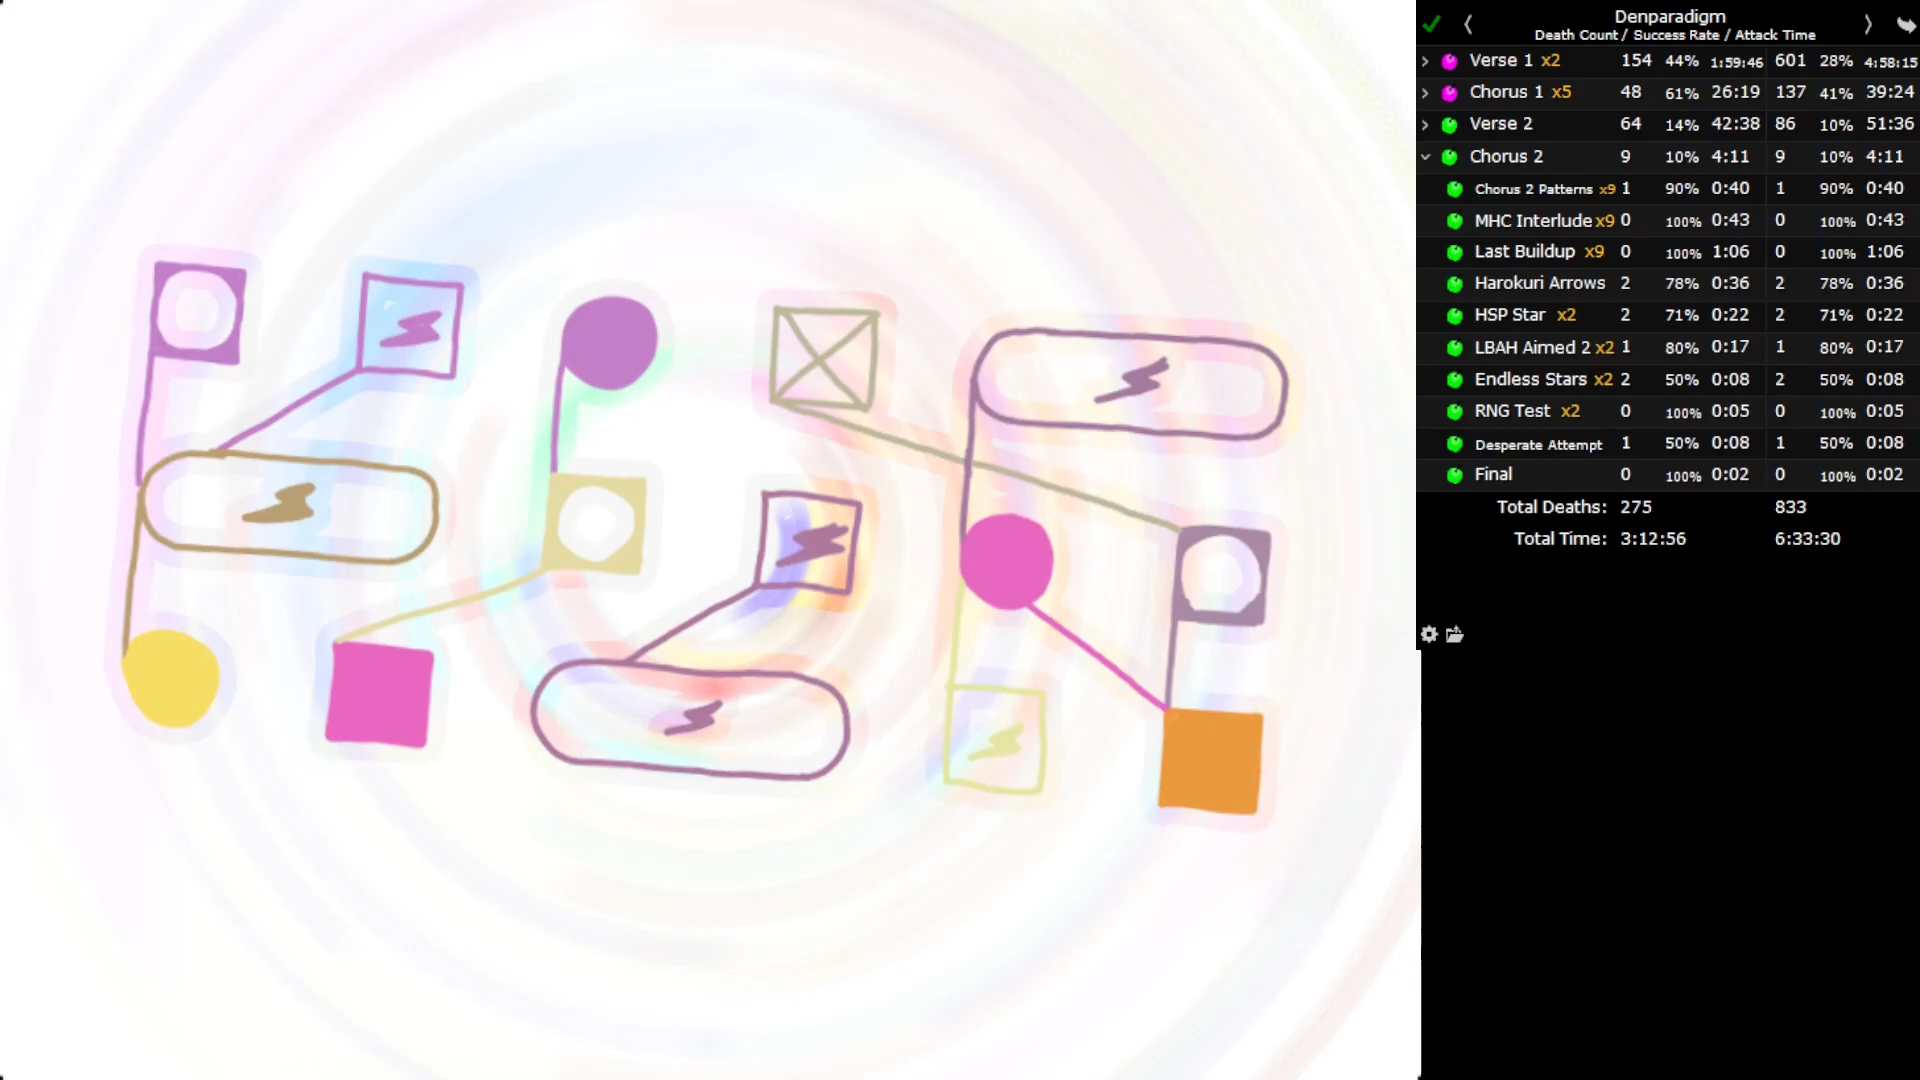 Denparadigm
Death Count / Success Rate / Attack Time
Verse 1 x2 154 44% 1:59:46 601 28% 4:58:15
Chorus 1 x5 48 61% 26:19 137 41% 39:24
Verse 2 64 14% 42:38 86 10% 51:36
Chorus 2 9 10% 4:11 9 10% 4:11
Chorus 2 Patterns x9 1 90% 0:40 1 90% 0:40
MHC Interlude x9 0 100% 0:43 0 100% 0:43
Last Buildup x9 0 100% 1:06 0 100% 1:06
Harokuri Arrows 2 78% 0:36 2 78% 0:36
HSP Star x2 2 71% 0:22 2 71% 0:22
LBAH Aimed 2 x2 1 80% 0:17 1 80% 0:17
Endless Stars x2 2 50% 0:08 2 50% 0:08
RNG Test x2 0 100% 0:05 0 100% 0:05
Desperate Attempt 1 50% 0:08 1 50% 0:08
Final 0 100% 0:02 0 100% 0:02
Total Deaths: 275 833
Total Time: 3:12:56 6:33:30